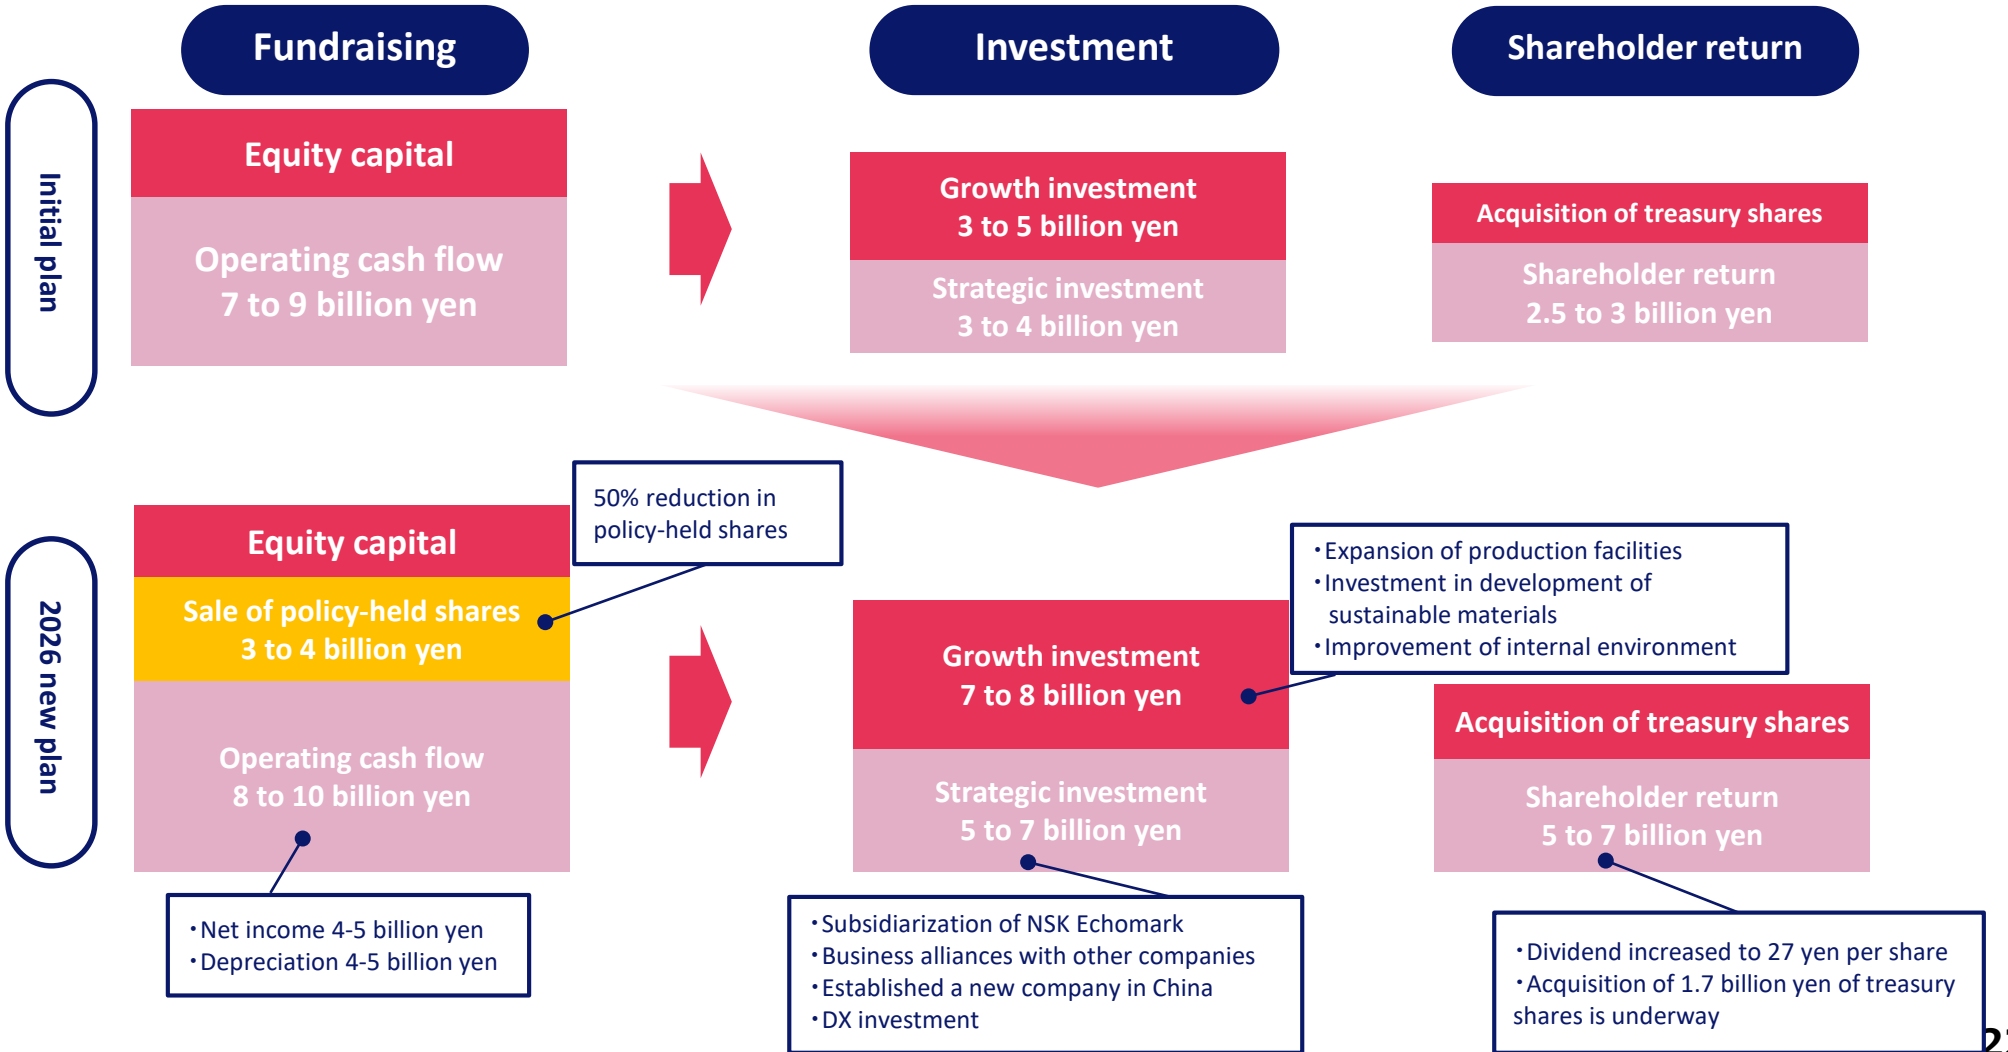 Fundraising
Investment
Shareholder return
Initial plan
Equity capital
Operating cash flow
7 to 9 billion yen
Growth investment
3 to 5 billion yen
Strategic investment
3 to 4 billion yen
Acquisition of treasury shares
Shareholder return
2.5 to 3 billion yen
2026 new plan
50% reduction in
policy-held shares
Equity capital
Sale of policy-held shares
3 to 4 billion yen
Operating cash flow
8 to 10 billion yen
・Net income 4-5 billion yen
・Depreciation 4-5 billion yen
・Expansion of production facilities
・Investment in development of
sustainable materials
・Improvement of internal environment
Growth investment
7 to 8 billion yen
Strategic investment
5 to 7 billion yen
・Subsidiarization of NSK Echomark
・Business alliances with other companies
・Established a new company in China
・DX investment
Acquisition of treasury shares
Shareholder return
5 to 7 billion yen
・Dividend increased to 27 yen per share
・Acquisition of 1.7 billion yen of treasury
shares is underway